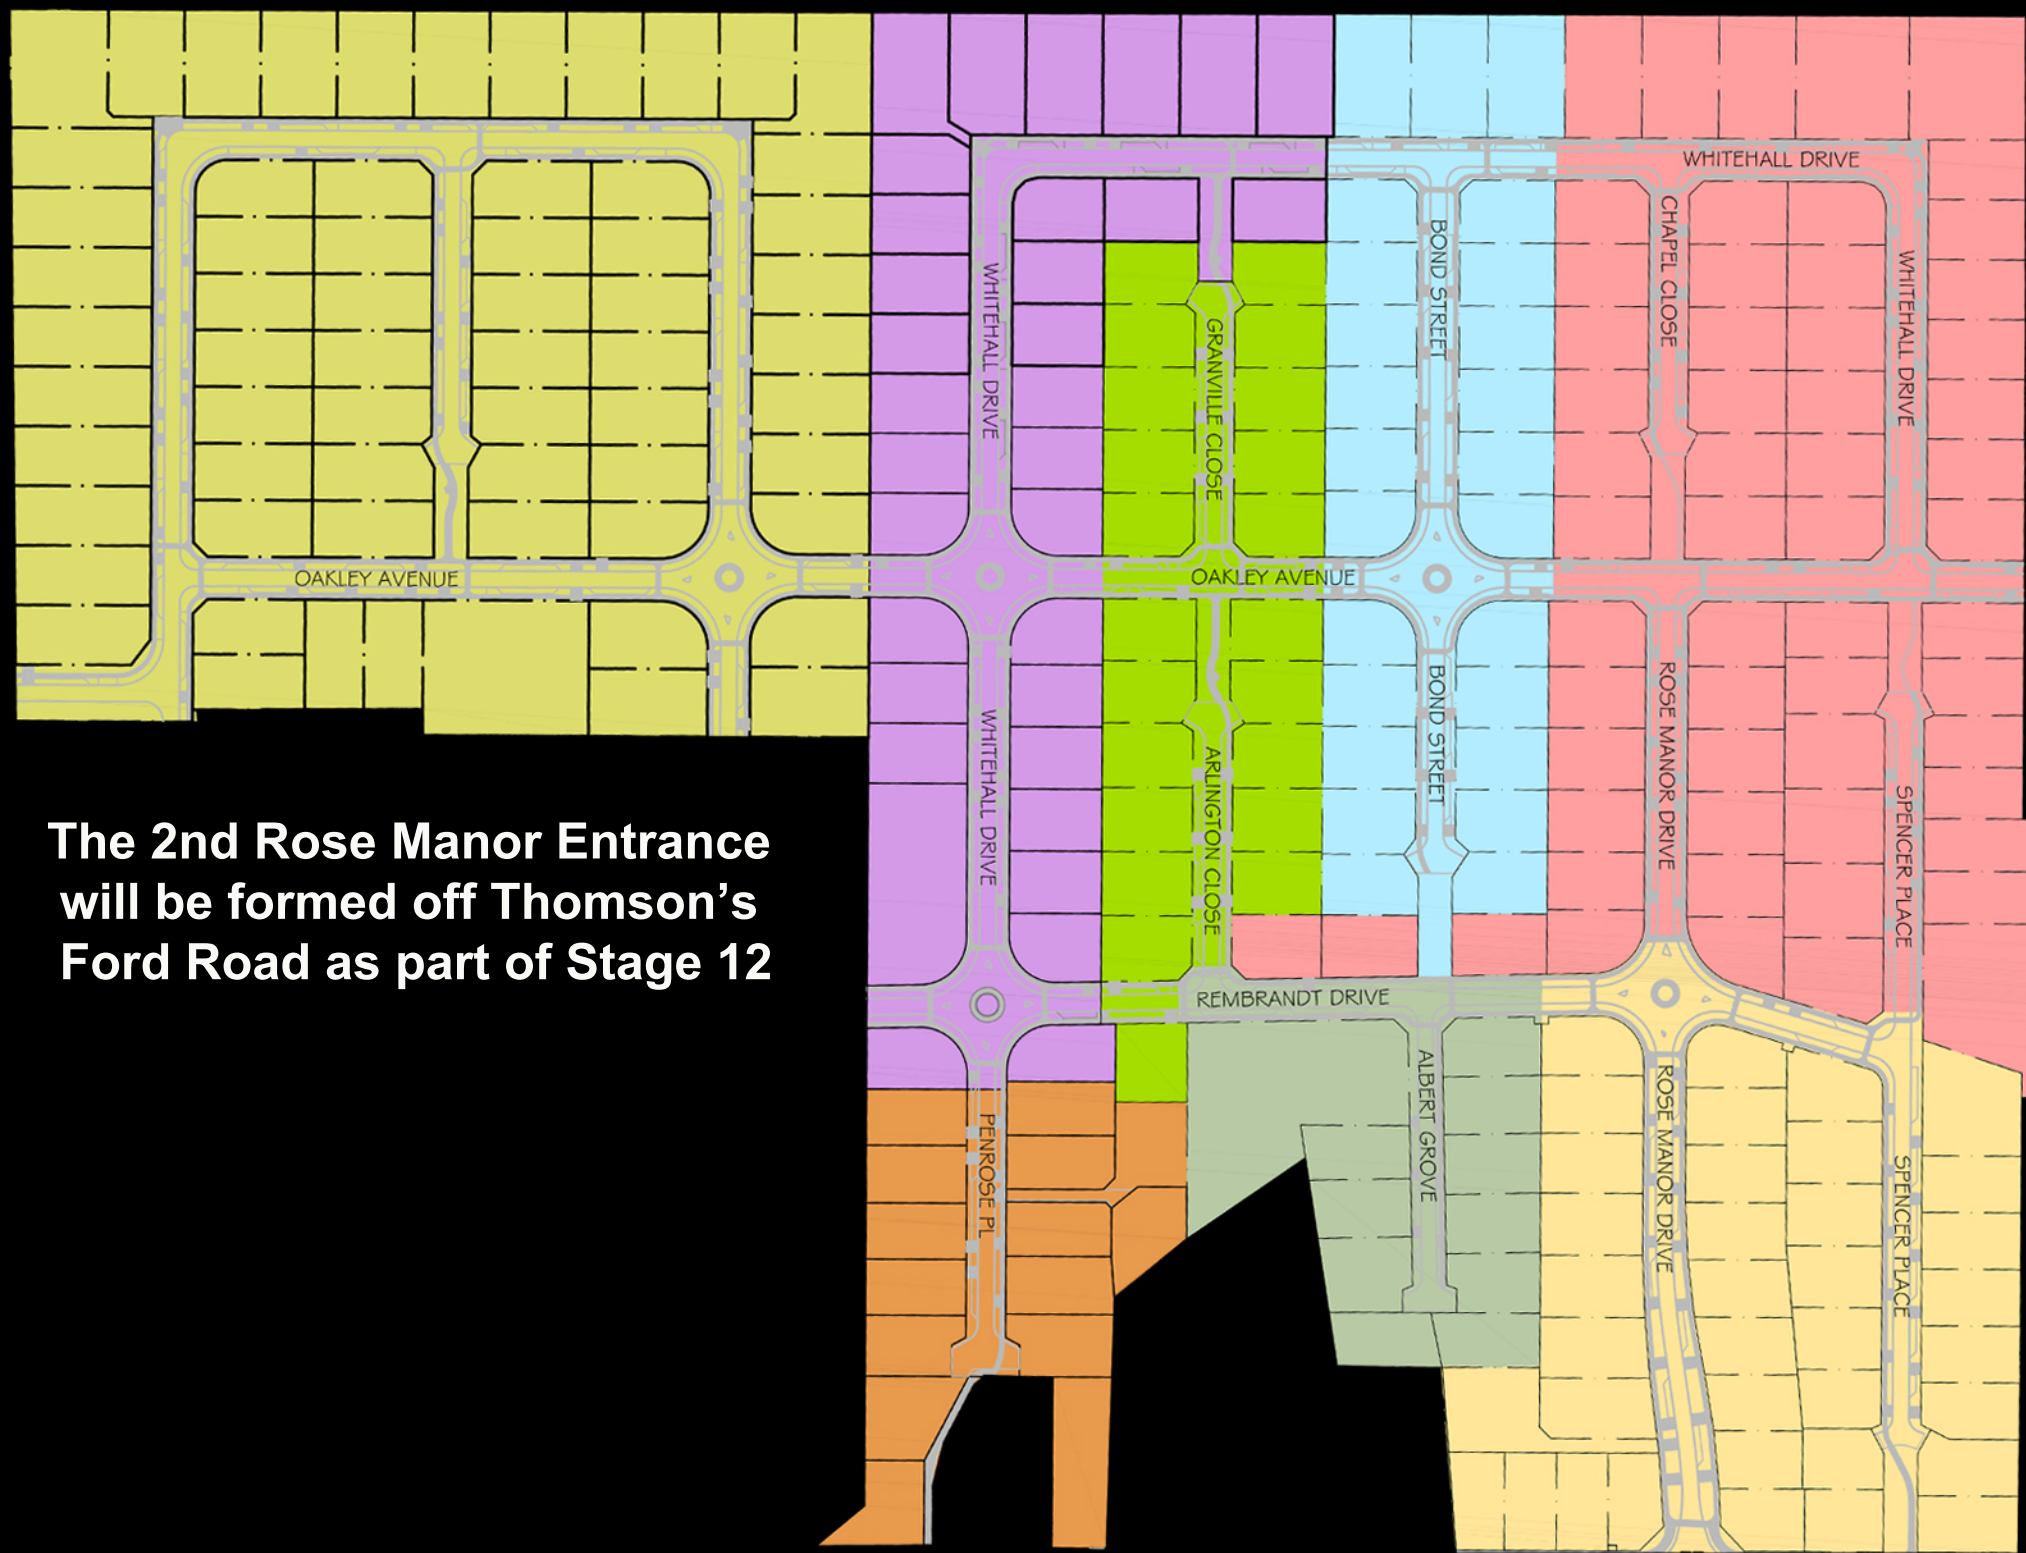 WHITEHALL DRIVE
CHAPEL CLOSE
BOND STREET
WHITEHALL DRIVE
WHITEHALL DRIVE
GRANVILLE CLOSE
OAKLEY AVENUE
OAKLEY AVENUE
BOND STREET
ROSE MANOR DRIVE
WHITEHALL DRIVE
ARLINGTON CLOSE
SPENCER PLACE
The 2nd Rose Manor Entrance
will be formed off Thomson’s
Ford Road as part of Stage 12
REMBRANDT DRIVE
ALBERT GROVE
ROSE MANOR DRIVE
PENROSE PL
SPENCER PLACE